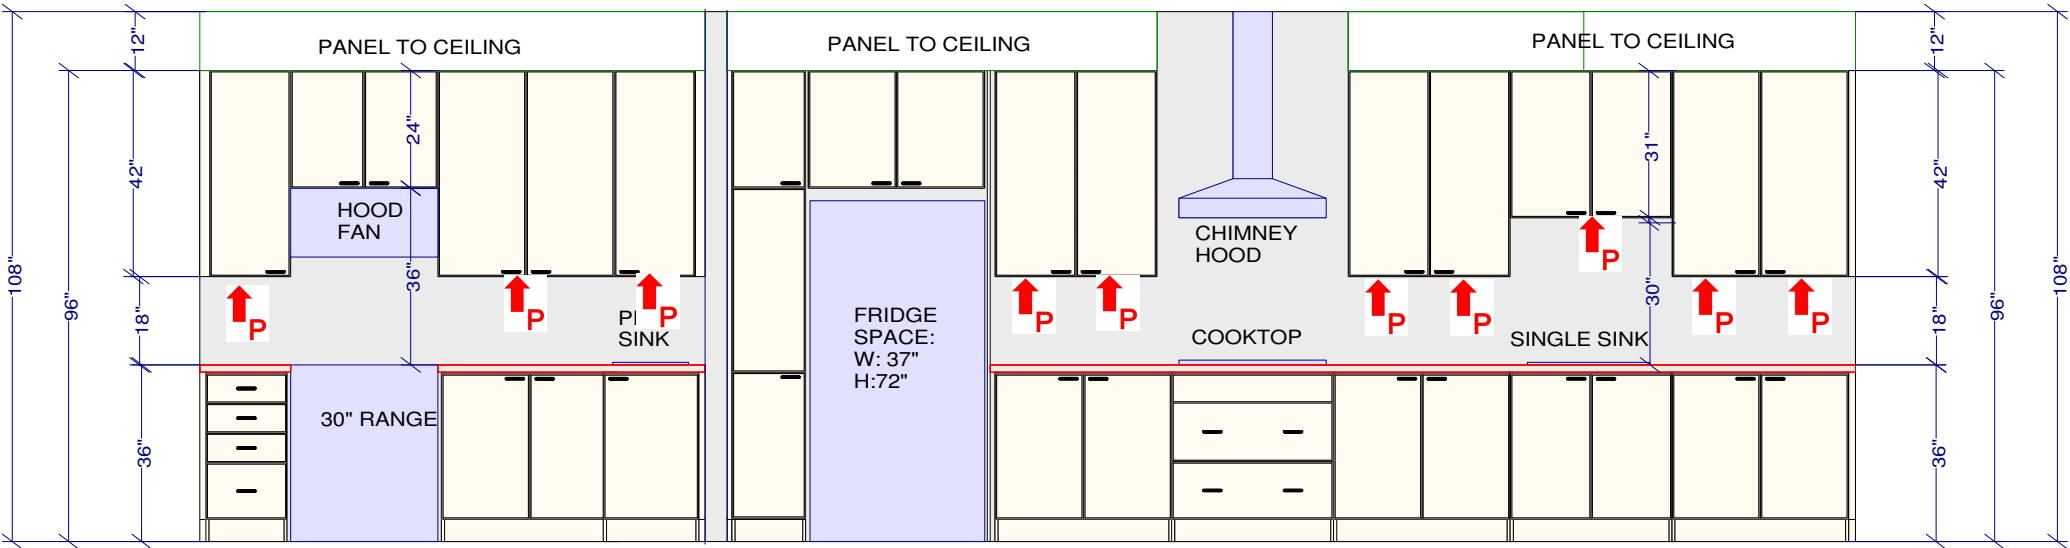 PANEL TO CEILING
PANEL TO CEILING
PANEL TO CEILING
12"
12"
42"
24"
31"
42"
HOOD
FAN
CHIMNEY
HOOD
108"
96"
18"
36"
30"
18"
96"
108"
P
P
P
P
P
P
P
P
P
P
SINK
FRIDGE
SPACE:
W: 37"
H:72"
COOKTOP
SINGLE SINK
30" RANGE
36"
36"